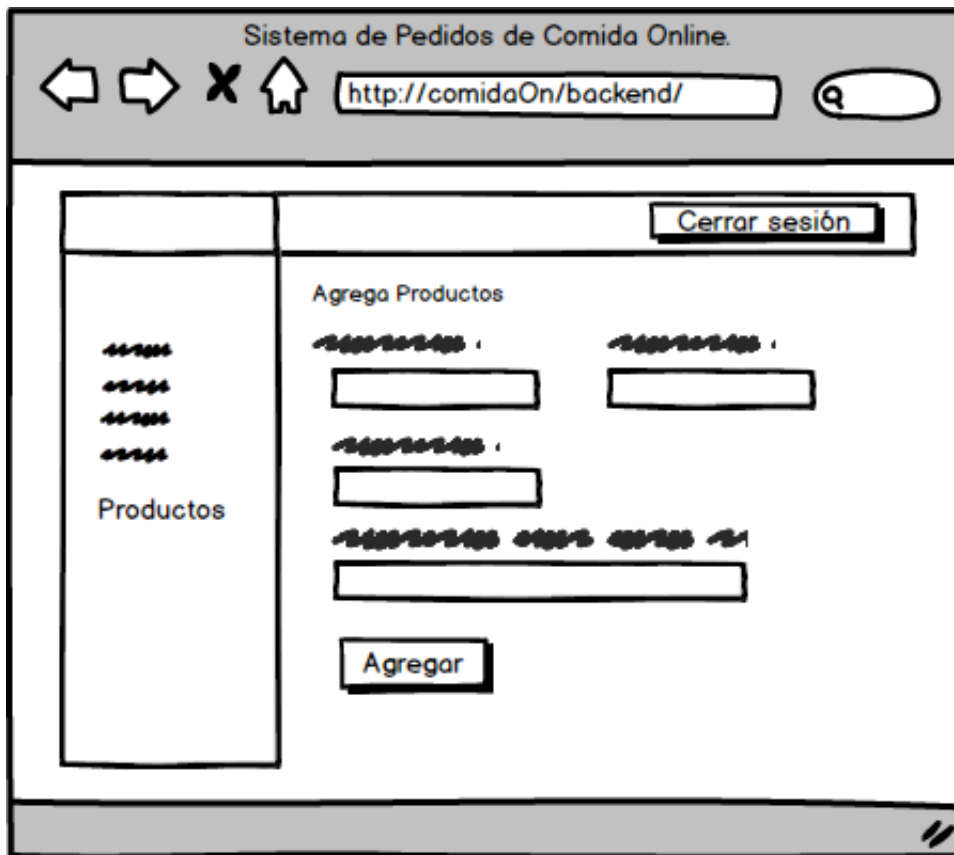 Sistema de Pedidos de Comida Online.
http://comidaOn/backend/
Cerrar sesión
Agrega Productos
Productos
Agregar